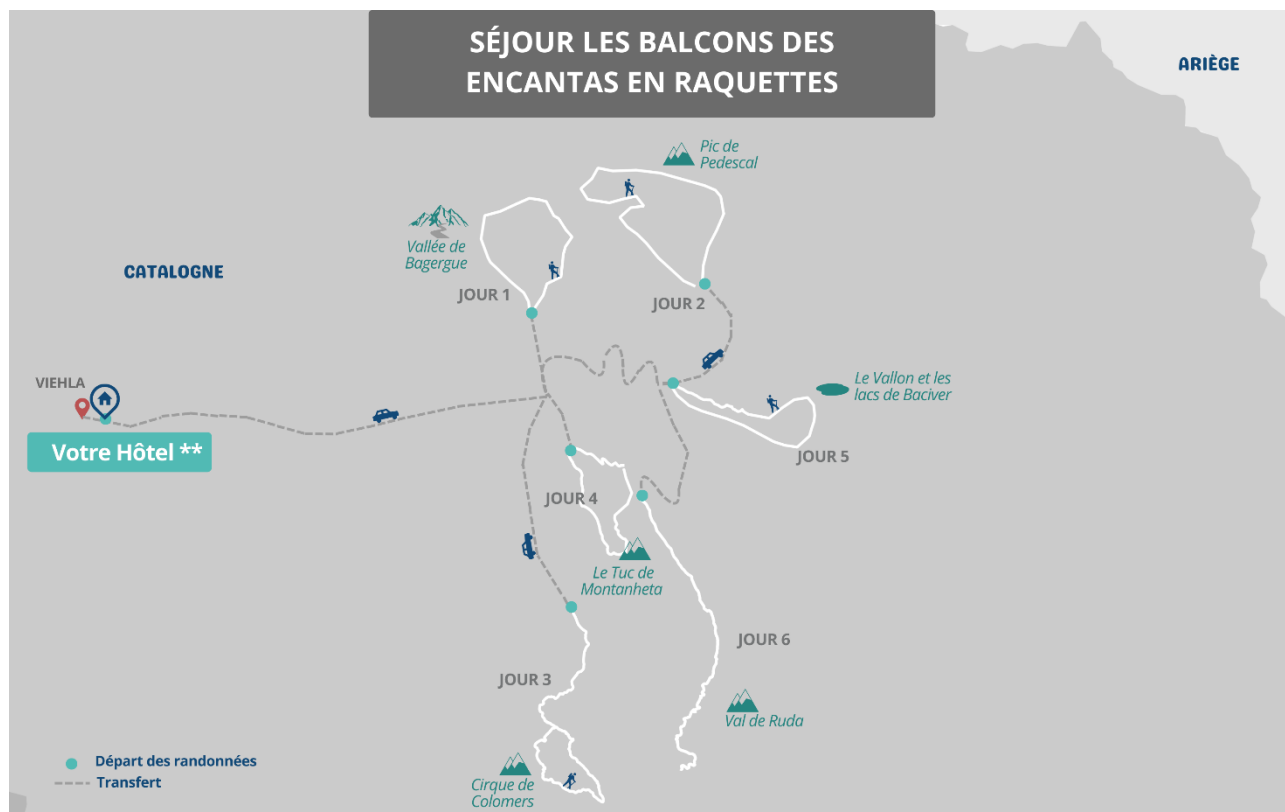 SÉJOUR LES BALCONS DES
ENCANTAS EN RAQUETTES
ARIÈGE
Pic de
Pedescal
Vallée de
Bagergue
CATALOGNE
JOUR 1
JOUR 2
VIEHLA
Le Vallon et les
lacs de Baciver
Votre Hôtel **
JOUR 5
JOUR 4
Le Tuc de
Montanheta
JOUR 6
JOUR 3
Val de Ruda
Départ des randonnées
Transfert
Cirque de
Colomers